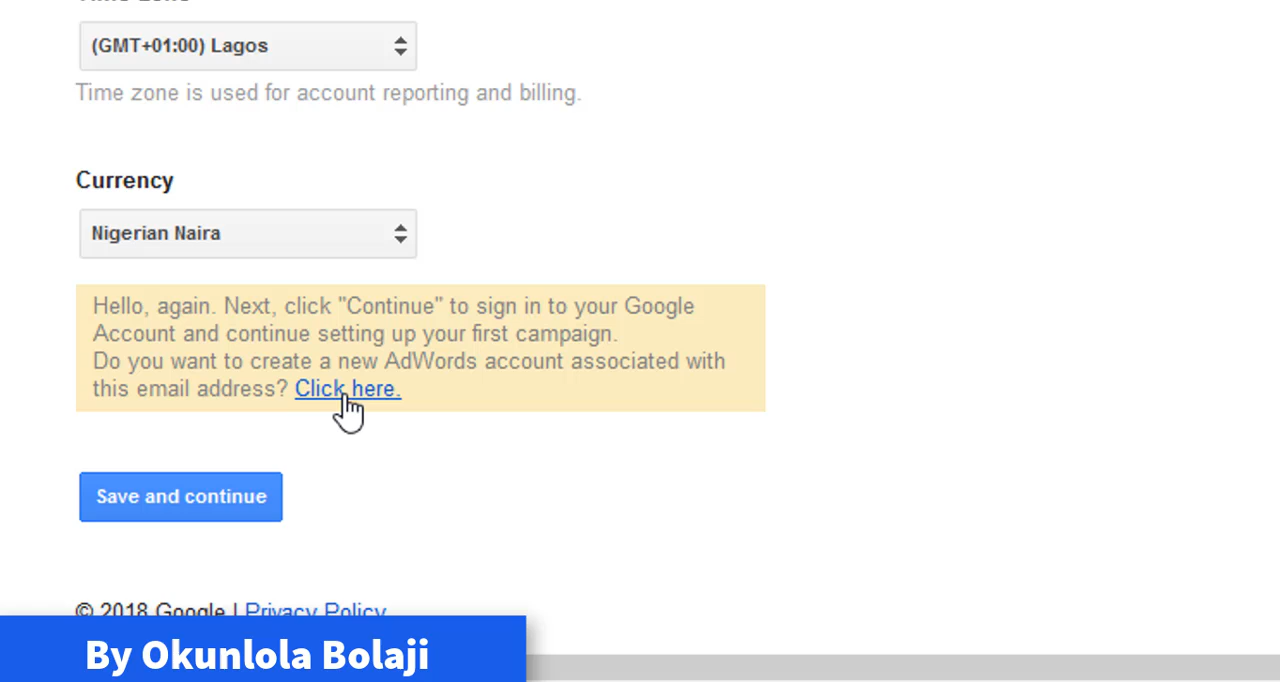 (GMT+01:00) Lagos
Time zone is used for account reporting and billing.
Currency
Nigerian Naira
Hello, again. Next, click "Continue" to sign in to your Google
Account and continue setting up your first campaign.
Do you want to create a new AdWords account associated with
this email address? Click here.
Save and continue
© 2018 Google | Privacy Policy
By Okunlola Bolaji